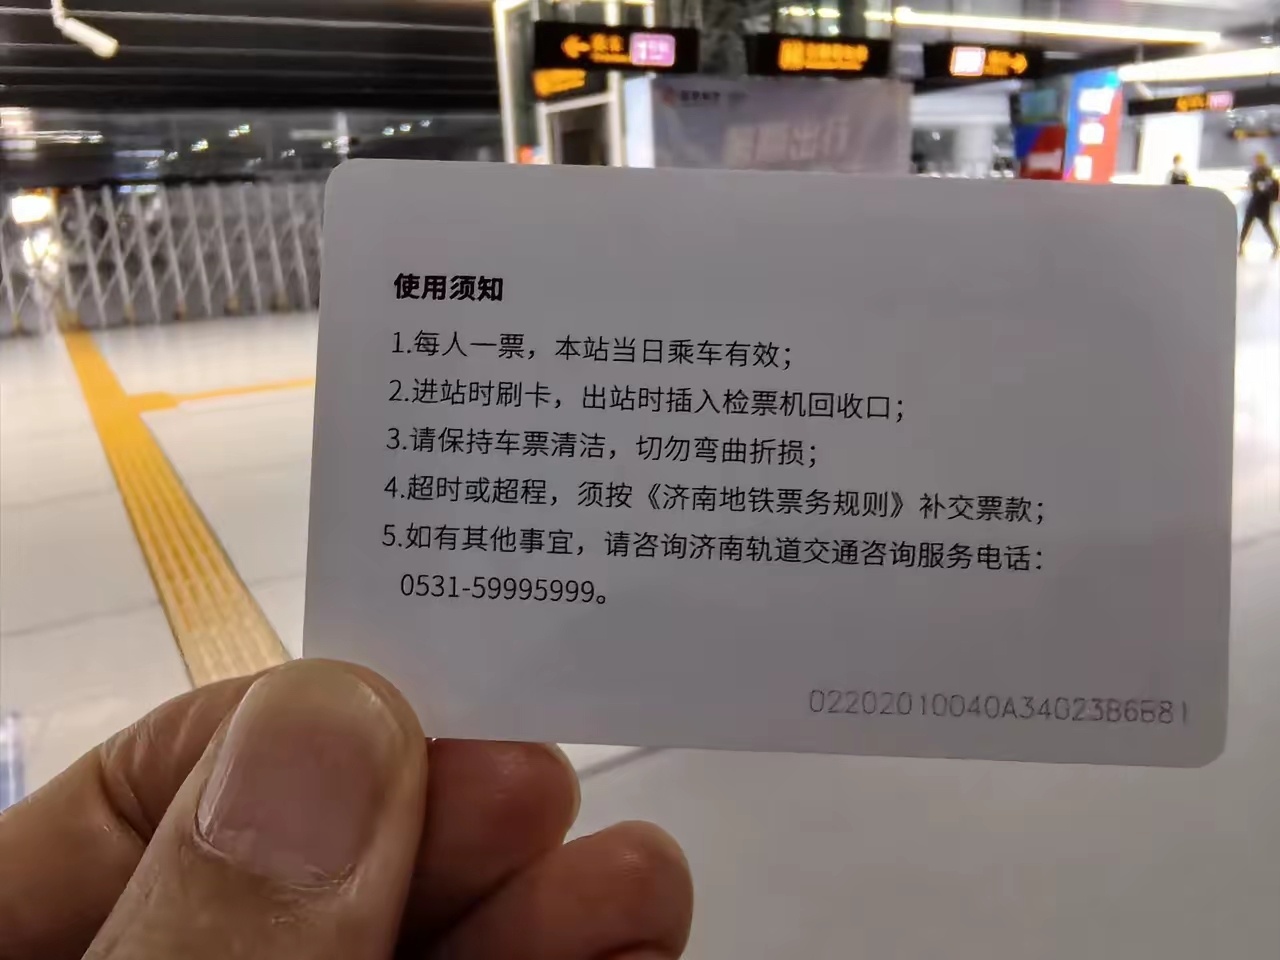 出行
使用须知
1.每人一票，本站当日乘车有效；
2.进站时刷卡，出站时插入检票机回收口；
3.请保持车票清洁，切勿弯曲折损；
4.超时或超程，须按《济南地铁票务规则》补交票款；
5.如有其他事宜，请咨询济南轨道交通咨询服务电话：
0531-59995999。
02202010040A34023B6B81